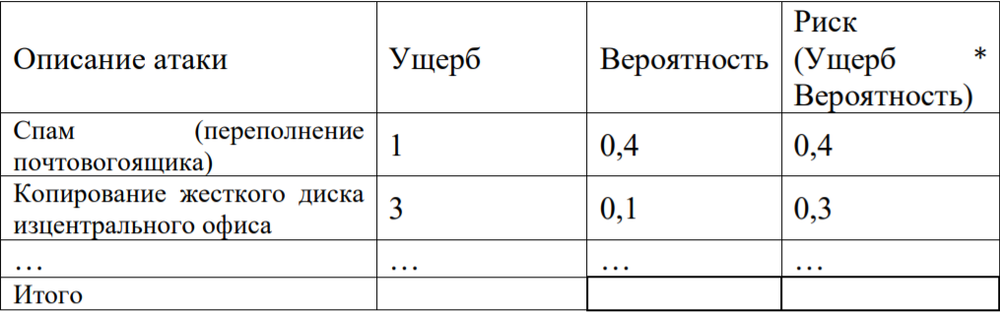 Описание атаки Ущерб Вероятность Риск
(Ущерб *
Вероятность)
Спам (переполнение
почтовогоящика) 1 0,4 0,4
Копирование жесткого диска
изцентрального офиса 3 0,1 0,3
… … … …
Итого